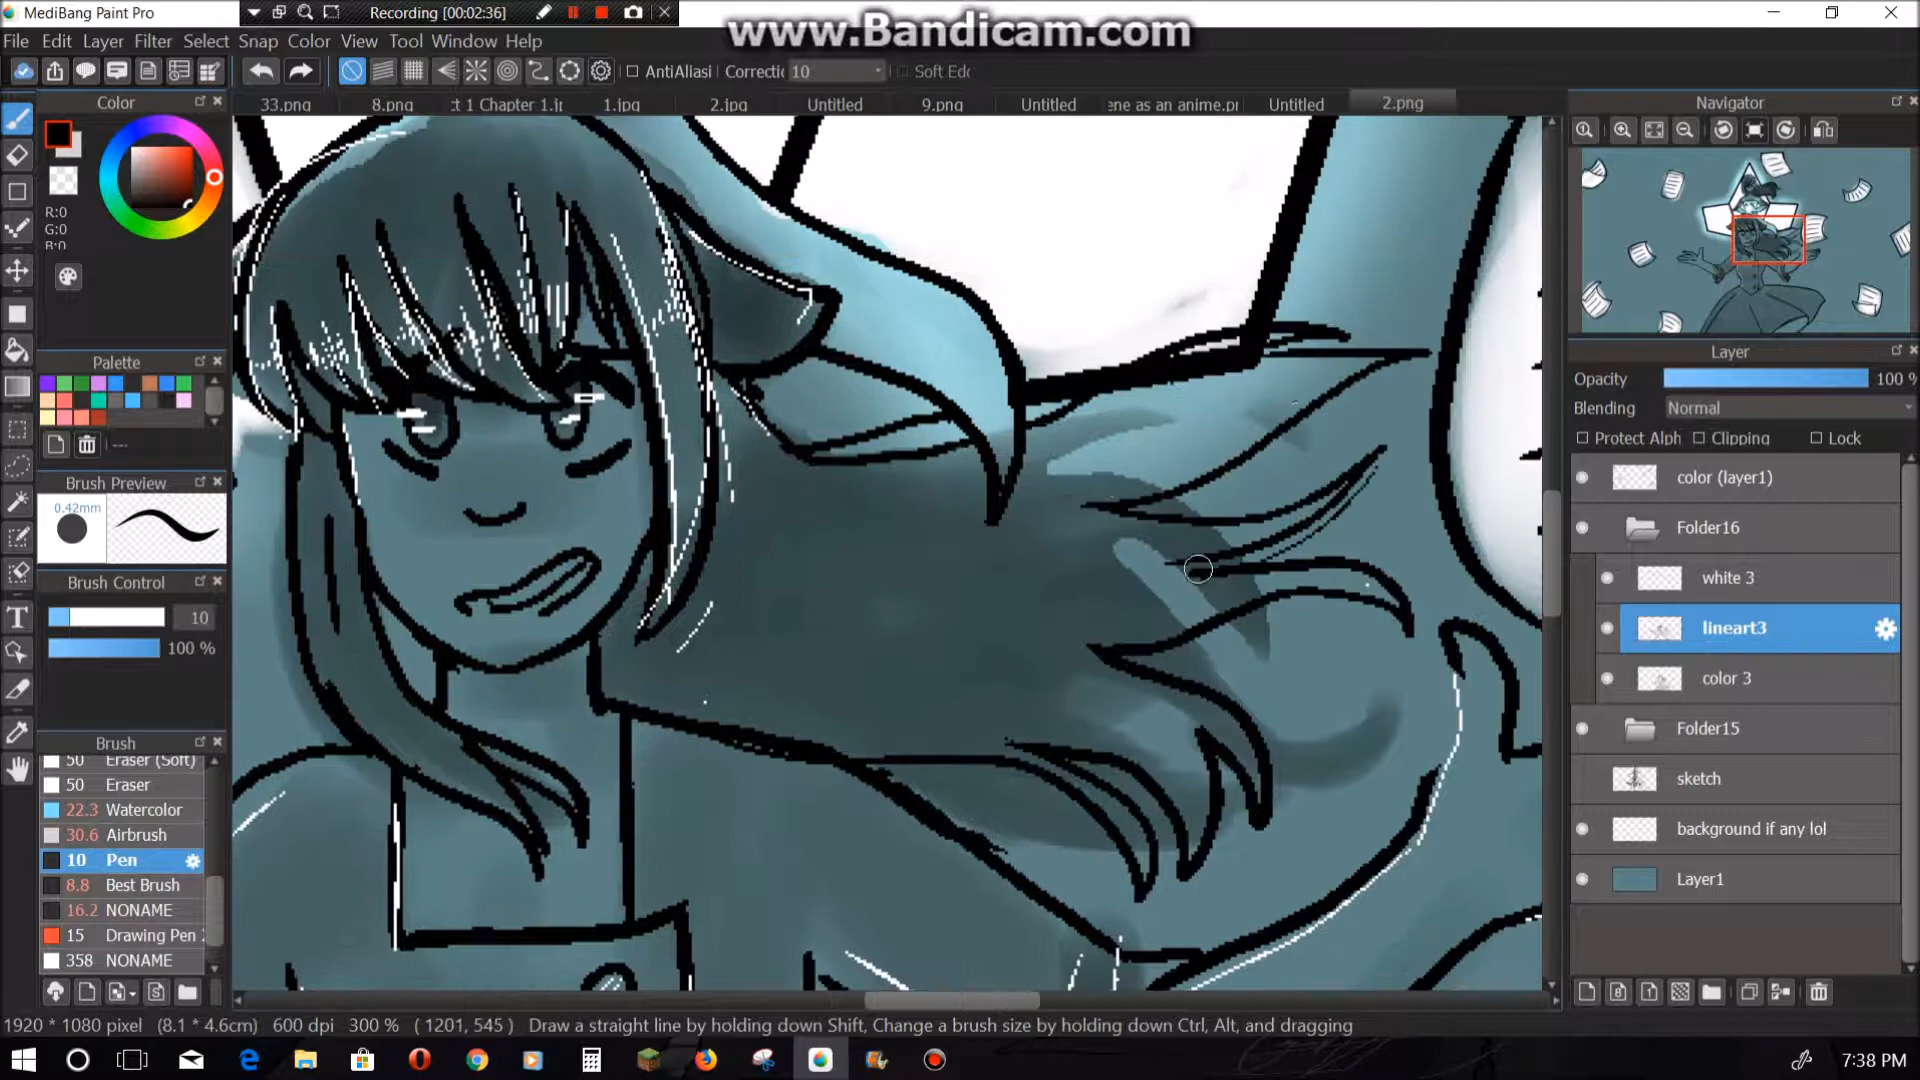 MediBang Paint Pro
Recording [00:02:36]
www.Bandicam.com
File Edit Layer Filter Select Snap Color View Tool Window Help
AntiAliasi Correctic 10 Soft Edc
Color
33.png 8.png :t 1 Chapter 1.jr 1.jpg 2.jpg Untitled 9.png Untitled ene as an anime.pr Untitled 2.png
Navigator
R:0
G:0
B:0
Palette
---
Brush Preview
0.42mm
Brush Control
10
100 %
Brush
50 Eraser (Soft)
50 Eraser
22.3 Watercolor
30.6 Airbrush
10 Pen
8.8 Best Brush
16.2 NONAME
15 Drawing Pen 2
358 NONAME
Layer
Opacity 100 %
Blending Normal
Protect Alph Clipping Lock
color (layer1)
Folder16
white 3
lineart3
color 3
Folder15
sketch
background if any lol
Layer1
1920 * 1080 pixel (8.1 * 4.6cm) 600 dpi 300 % ( 1201, 545 ) Draw a straight line by holding down Shift, Change a brush size by holding down Ctrl, Alt, and dragging
7:38 PM